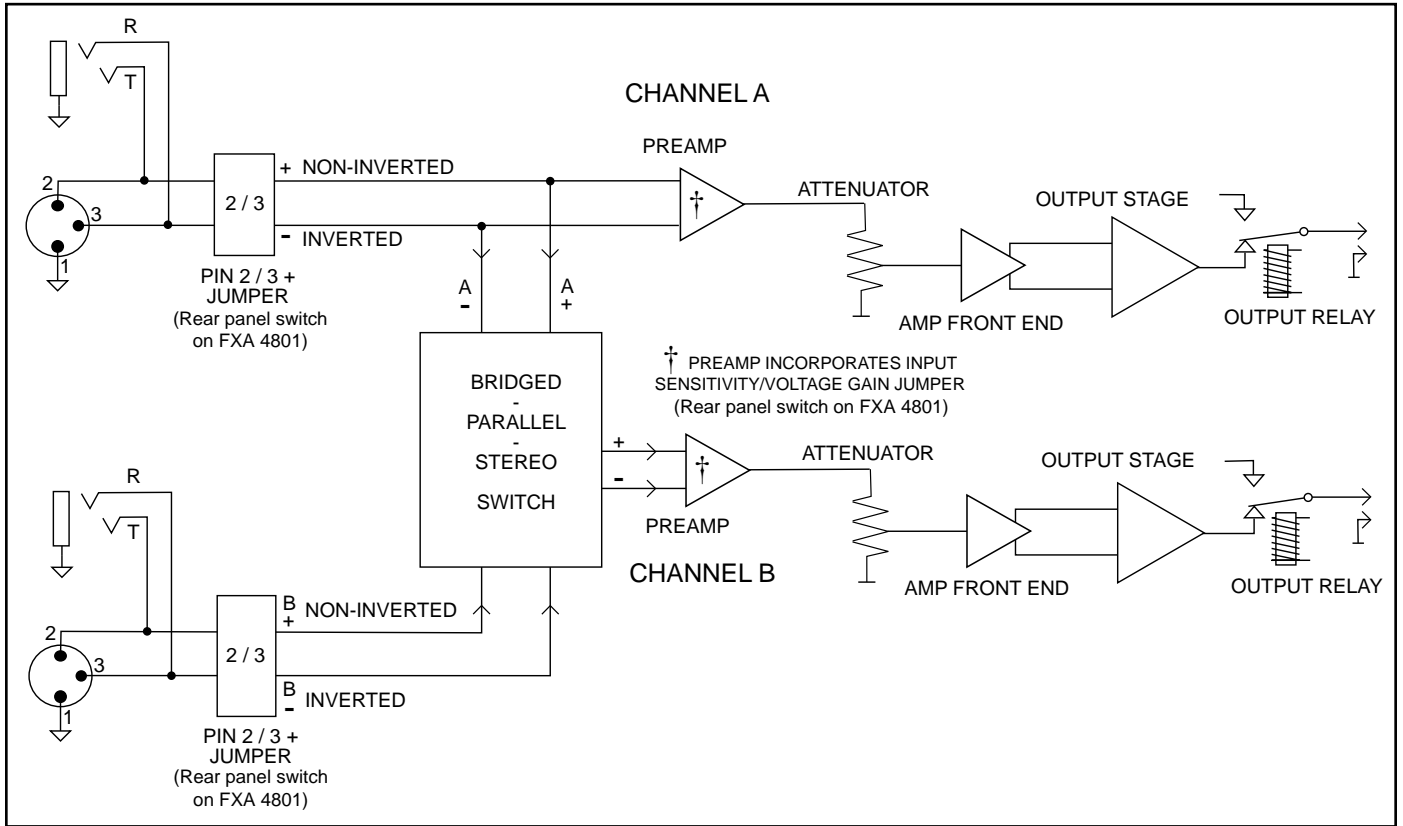 R
T
CHANNEL A
PREAMP
2
3
1
2 / 3
+ NON-INVERTED
- INVERTED
†
ATTENUATOR
OUTPUT STAGE
PIN 2 / 3 +
JUMPER
(Rear panel switch
on FXA 4801)
A
-
A
+
AMP FRONT END
OUTPUT RELAY
BRIDGED
-
PARALLEL
-
STEREO
SWITCH
† PREAMP INCORPORATES INPUT
SENSITIVITY/VOLTAGE GAIN JUMPER
(Rear panel switch on FXA 4801)
+
-
†
PREAMP
ATTENUATOR
OUTPUT STAGE
CHANNEL B
AMP FRONT END
OUTPUT RELAY
R
T
2
3
1
2 / 3
B
+ NON-INVERTED
B
- INVERTED
PIN 2 / 3 +
JUMPER
(Rear panel switch
on FXA 4801)